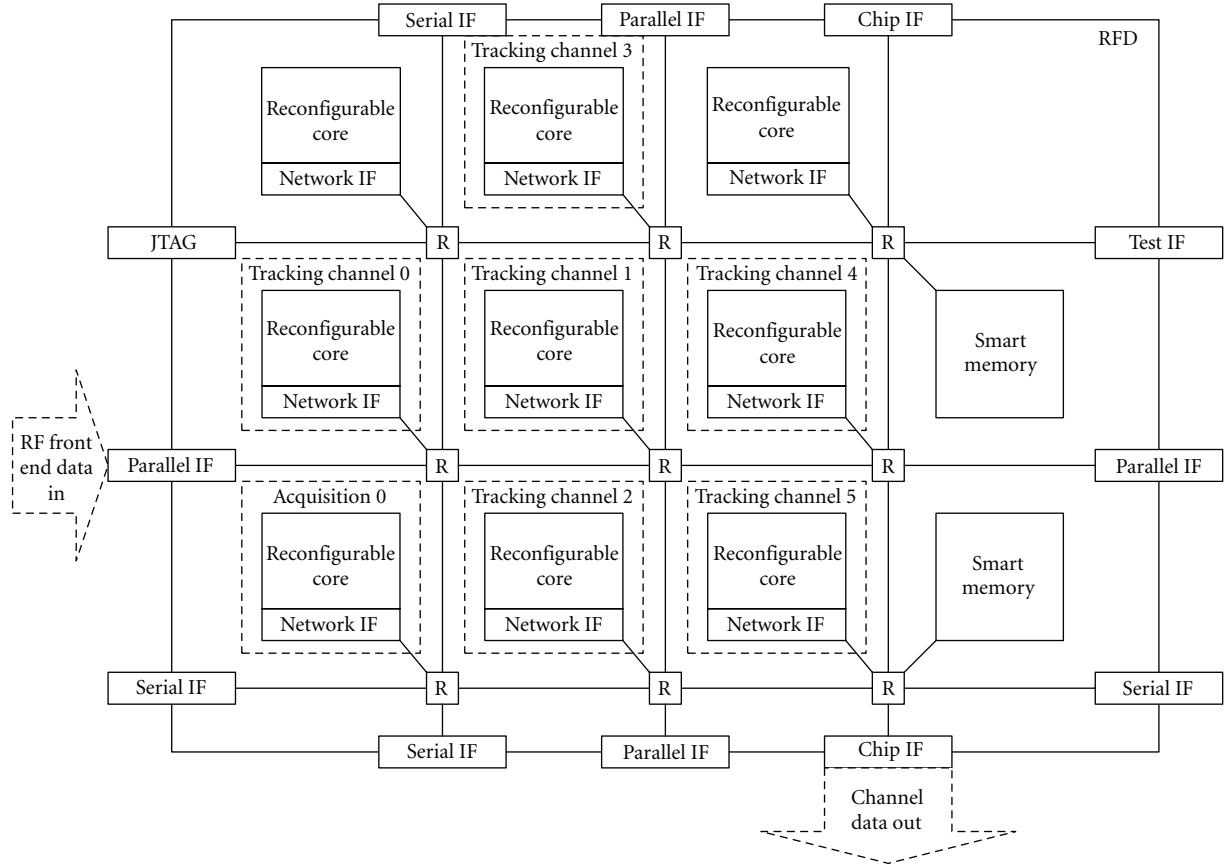 Serial IF
Parallel IF
Chip IF
RFD
Tracking channel 3
Reconfigurable
core
Network IF
Reconfigurable
core
Network IF
Reconfigurable
core
Network IF
JTAG
R
R
R
Test IF
Tracking channel 0
Reconfigurable
core
Network IF
Tracking channel 1
Reconfigurable
core
Network IF
Tracking channel 4
Reconfigurable
core
Network IF
Smart
memory
RF front
end data
in
Parallel IF
R
R
R
Parallel IF
Acquisition 0
Reconfigurable
core
Network IF
Tracking channel 2
Reconfigurable
core
Network IF
Tracking channel 5
Reconfigurable
core
Network IF
Smart
memory
Serial IF
R
R
R
Serial IF
Serial IF
Parallel IF
Chip IF
Channel
data out